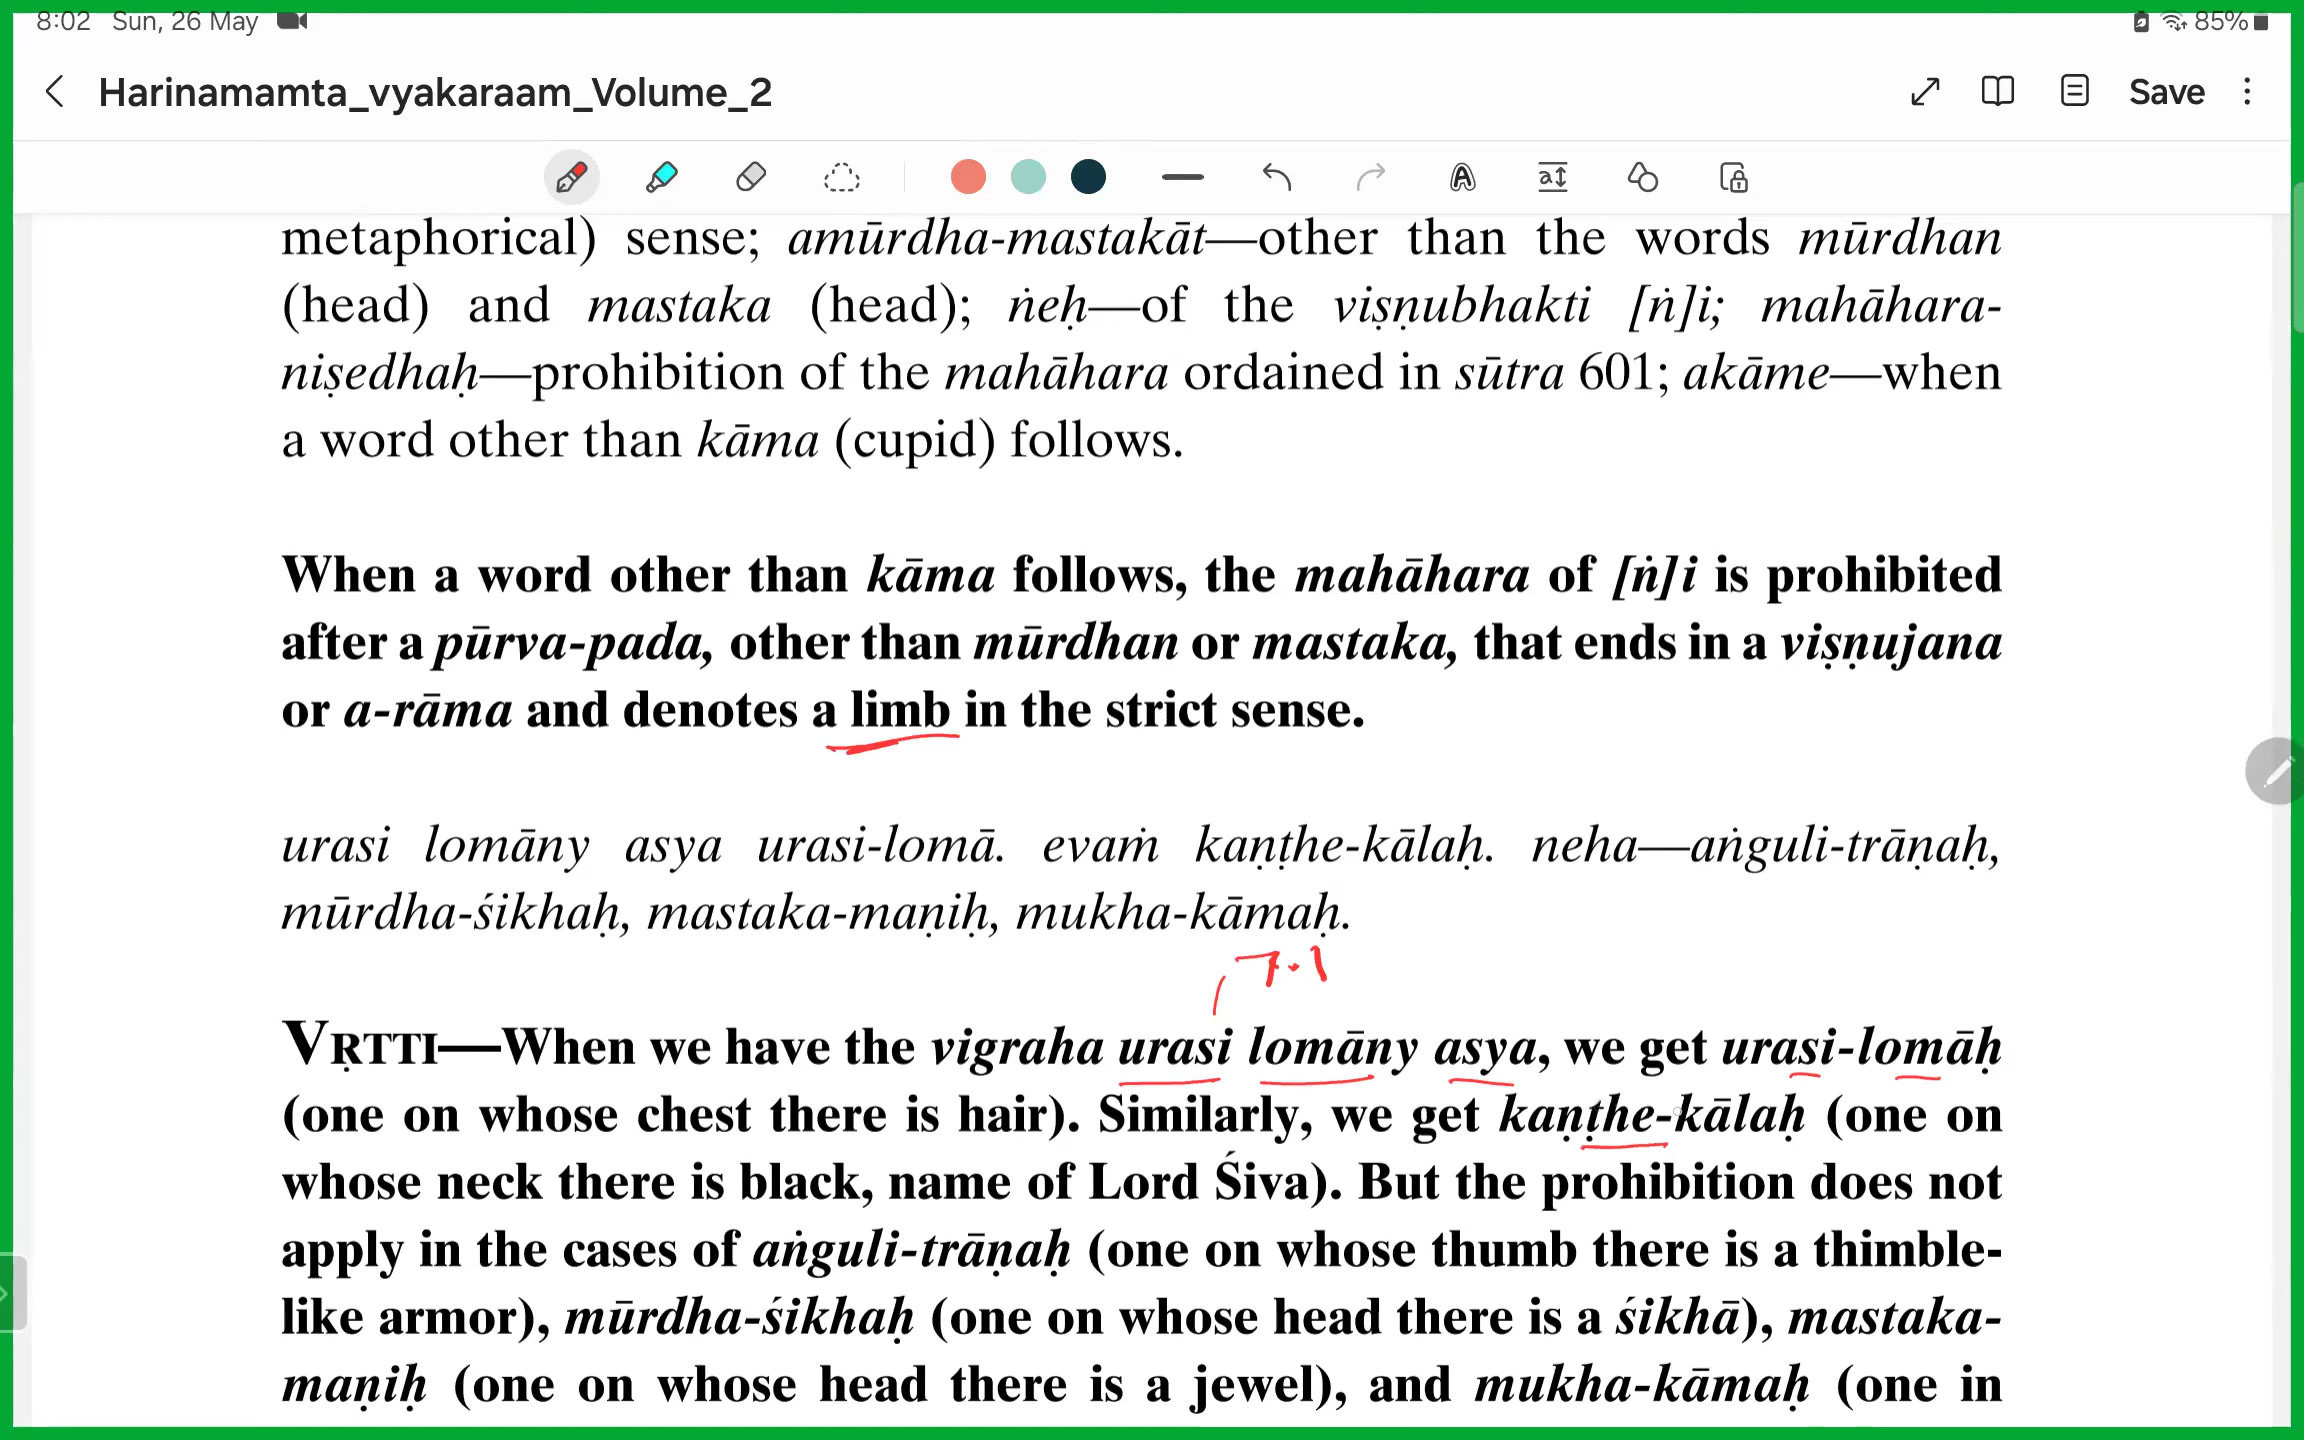 8:02 Sun, 26 May 85%
Harinamamta_vyakaraam_Volume_2 Save
metaphorical) sense; amūrdha-mastakāt—other than the words mūrdhan
(head) and mastaka (head); ṅeḥ—of the viṣṇubhakti [ṅ]i; mahāhara-
niṣedhaḥ—prohibition of the mahāhara ordained in sūtra 601; akāme—when
a word other than kāma (cupid) follows.
When a word other than kāma follows, the mahāhara of [ṅ]i is prohibited
after a pūrva-pada, other than mūrdhan or mastaka, that ends in a viṣṇujana
or a-rāma and denotes a limb in the strict sense.
urasi lomāny asya urasi-lomā. evaṁ kaṇṭhe-kālaḥ. neha—aṅguli-trāṇaḥ,
mūrdha-śikhaḥ, mastaka-maṇiḥ, mukha-kāmaḥ.
7.1
VṚTTI—When we have the vigraha urasi lomāny asya, we get urasi-lomāḥ
(one on whose chest there is hair). Similarly, we get kaṇṭhe-kālaḥ (one on
whose neck there is black, name of Lord Śiva). But the prohibition does not
apply in the cases of aṅguli-trāṇaḥ (one on whose thumb there is a thimble-
like armor), mūrdha-śikhaḥ (one on whose head there is a śikhā), mastaka-
maṇiḥ (one on whose head there is a jewel), and mukha-kāmaḥ (one in